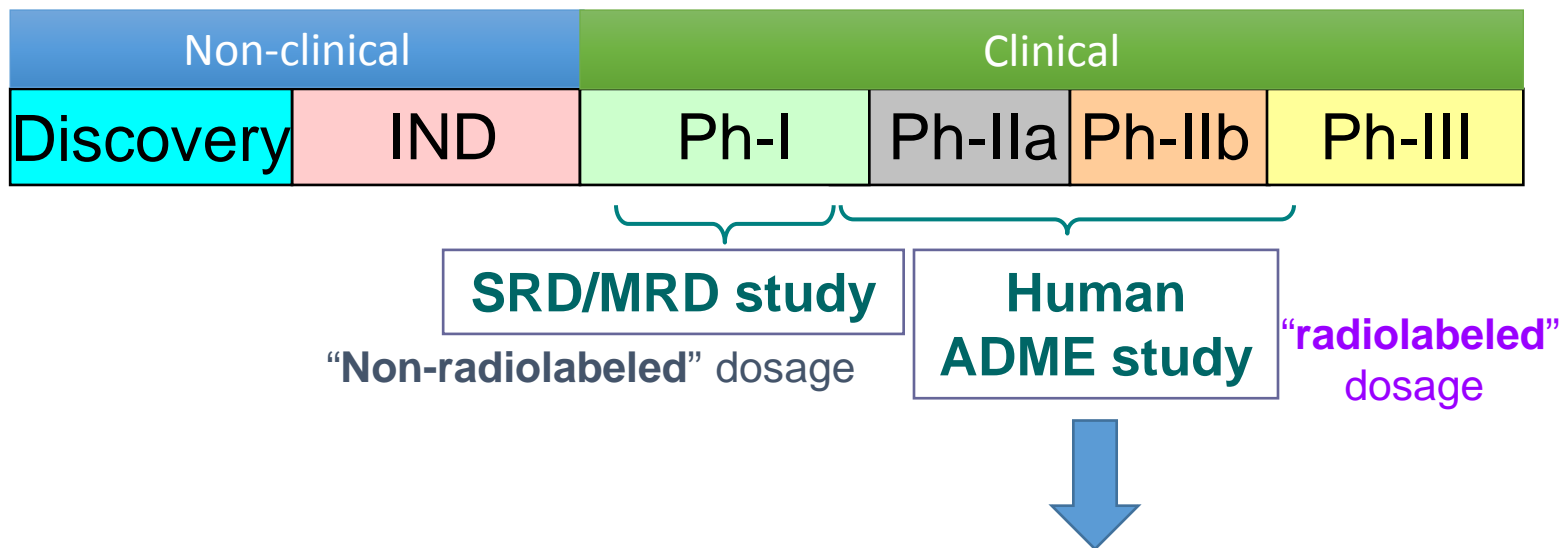 Non-clinical
Clinical
Discovery
IND
Ph-I
Ph-IIa
Ph-IIb
Ph-III
SRD/MRD study
“Non-radiolabeled” dosage
Human
ADME study
“radiolabeled”
dosage